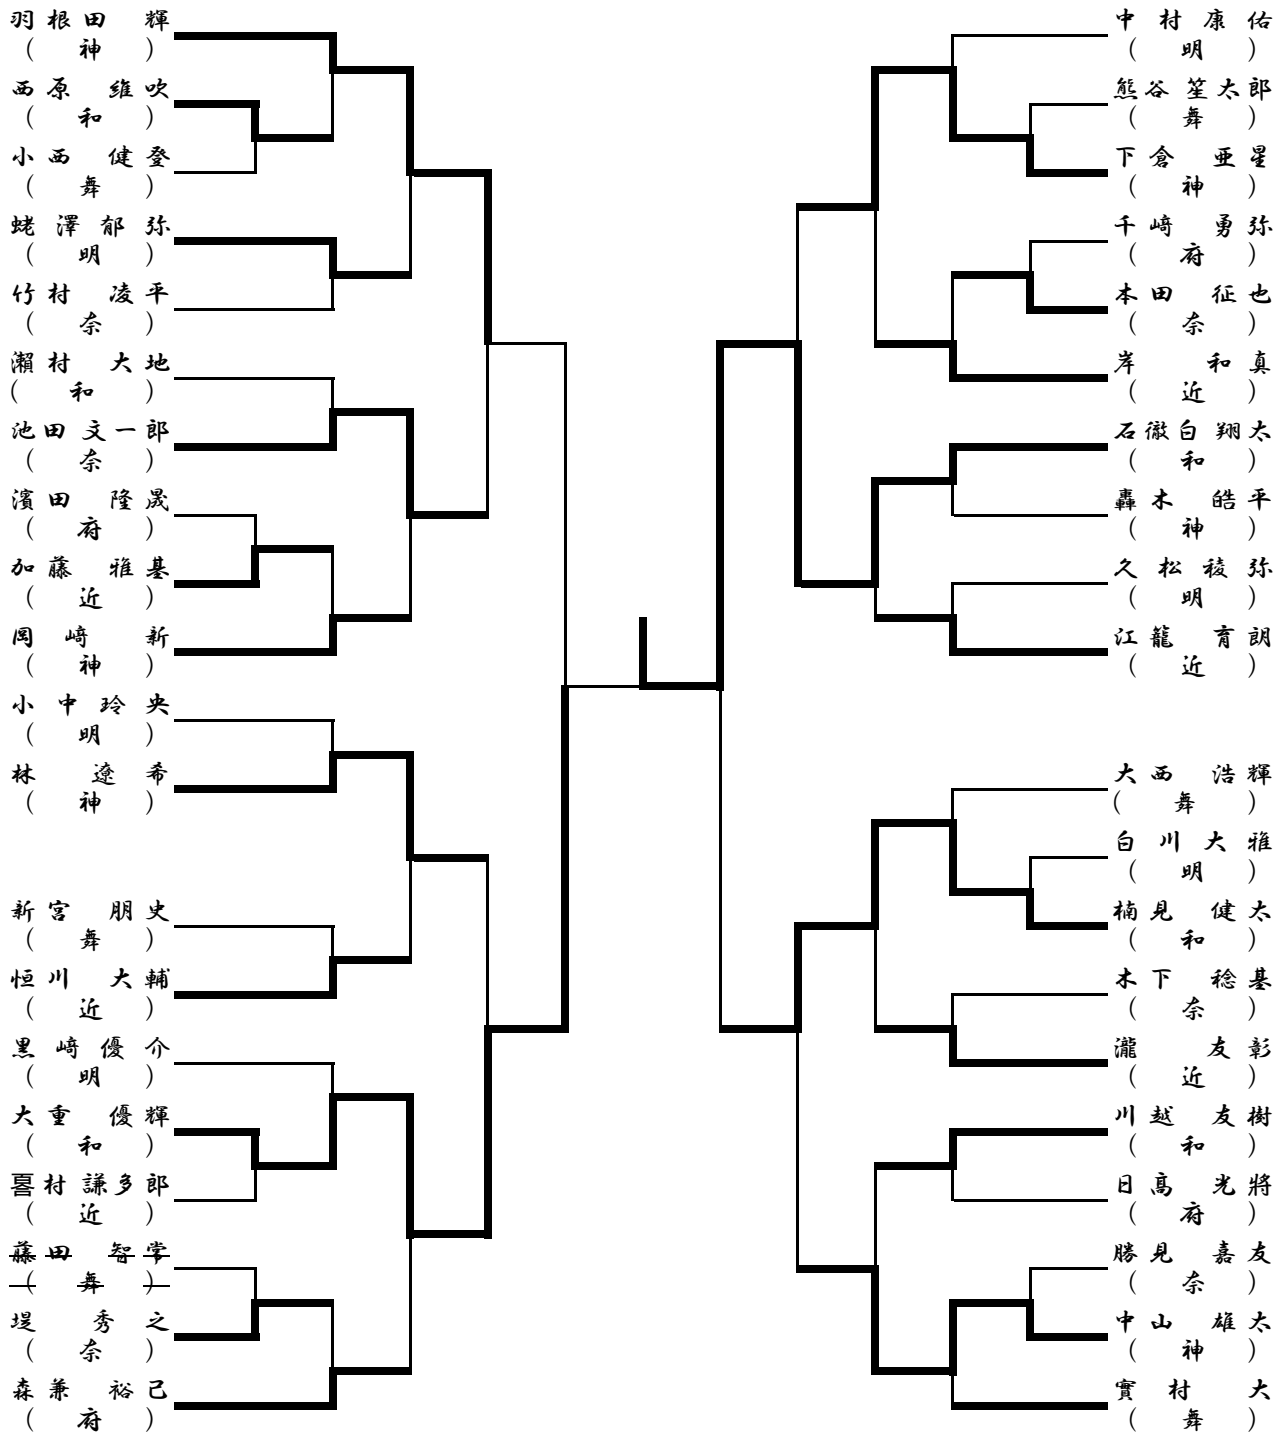 羽根田 輝
(神)
西原 維吹
(和)
小西 健登
(舞)
蛯澤郁弥
(明)
竹村 凌平
(奈)
瀬村 大地
(和)
池田文一郎
(奈)
濱田 隆晟
(府)
加藤 雅基
(近)
岡﨑 新
(神)
小中玲央
(明)
林 遼希
(神)
新宮 朋史
(舞)
恒川 大輔
(近)
黒﨑優介
(明)
大重 優輝
(和)
村謙多郎
(近)
藤田 智常
(舞)
堤 秀之
(奈)
森兼 裕己
(府)
中村康佑
(明)
熊谷笙太郎
(舞)
下倉 亜星
(神)
千﨑 勇弥
(府)
本田 征也
(奈)
岸 和真
(近)
石徹白翔太
(和)
轟木 皓平
(神)
久松稜弥
(明)
江籠 育朗
(近)
大西 浩輝
(舞)
白川大雅
(明)
楠見 健太
(和)
木下 稔基
(奈)
瀧 友彰
(近)
川越 友樹
(和)
日高 光將
(府)
勝見 嘉友
(奈)
中山 雄太
(神)
實村 大
(舞)